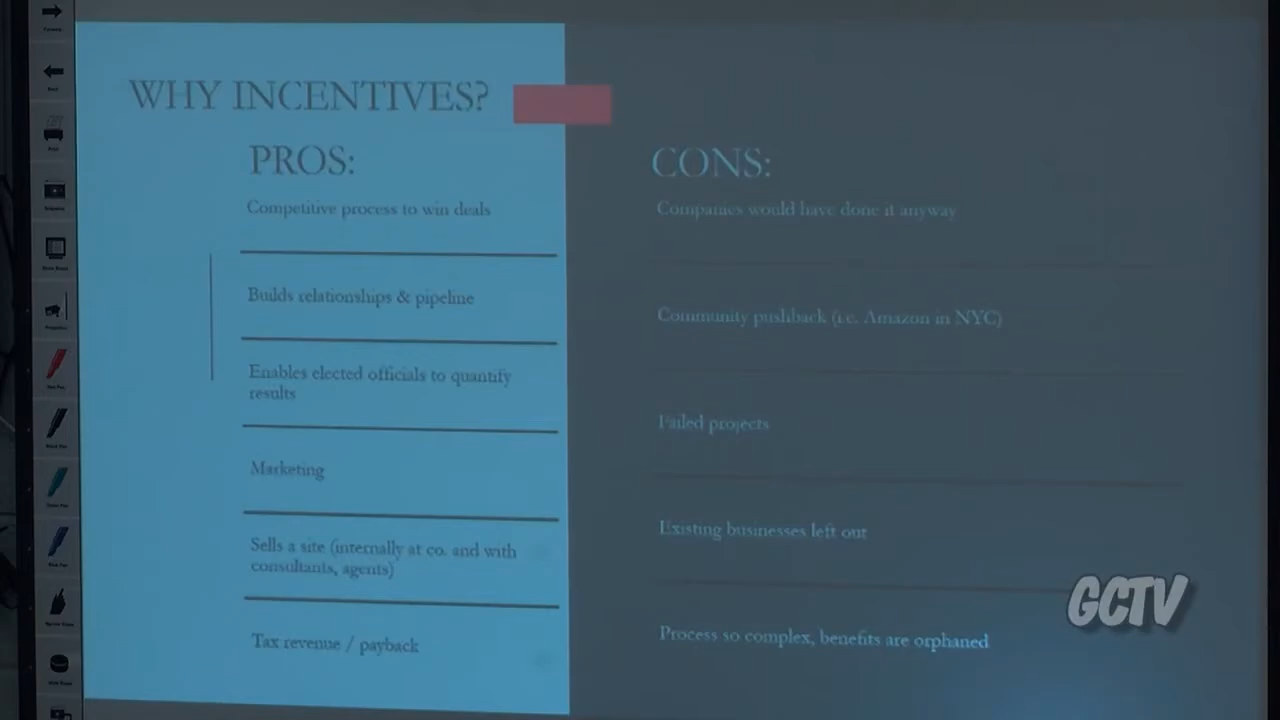 WHY INCENTIVES?
PROS:
Competitive process to win deals
Builds relationships & pipeline
Enables elected officials to quantify
results
Marketing
Sells a site (internally at co. and with
consultants, agents)
Tax revenue / payback
CONS:
Companies would have done it anyway
Community pushback (i.e. Amazon in NYC)
Failed projects
Existing businesses left out
Process so complex, benefits are orphaned
GCTV